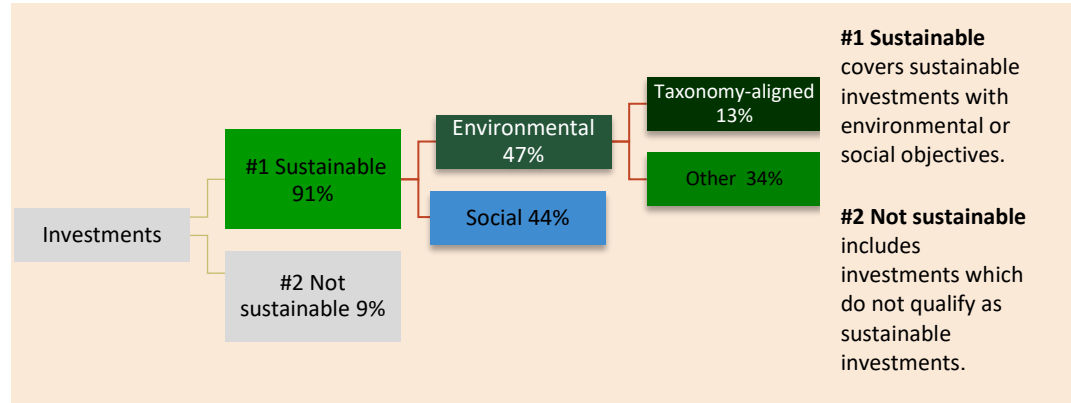 Investments
#1 Sustainable
91%
#2 Not
sustainable 9%
Environmental
47%
Social 44%
Taxonomy-aligned
13%
Other 34%
#1 Sustainable
covers sustainable
investments with
environmental or
social objectives.
#2 Not sustainable
includes
investments which
do not qualify as
sustainable
investments.